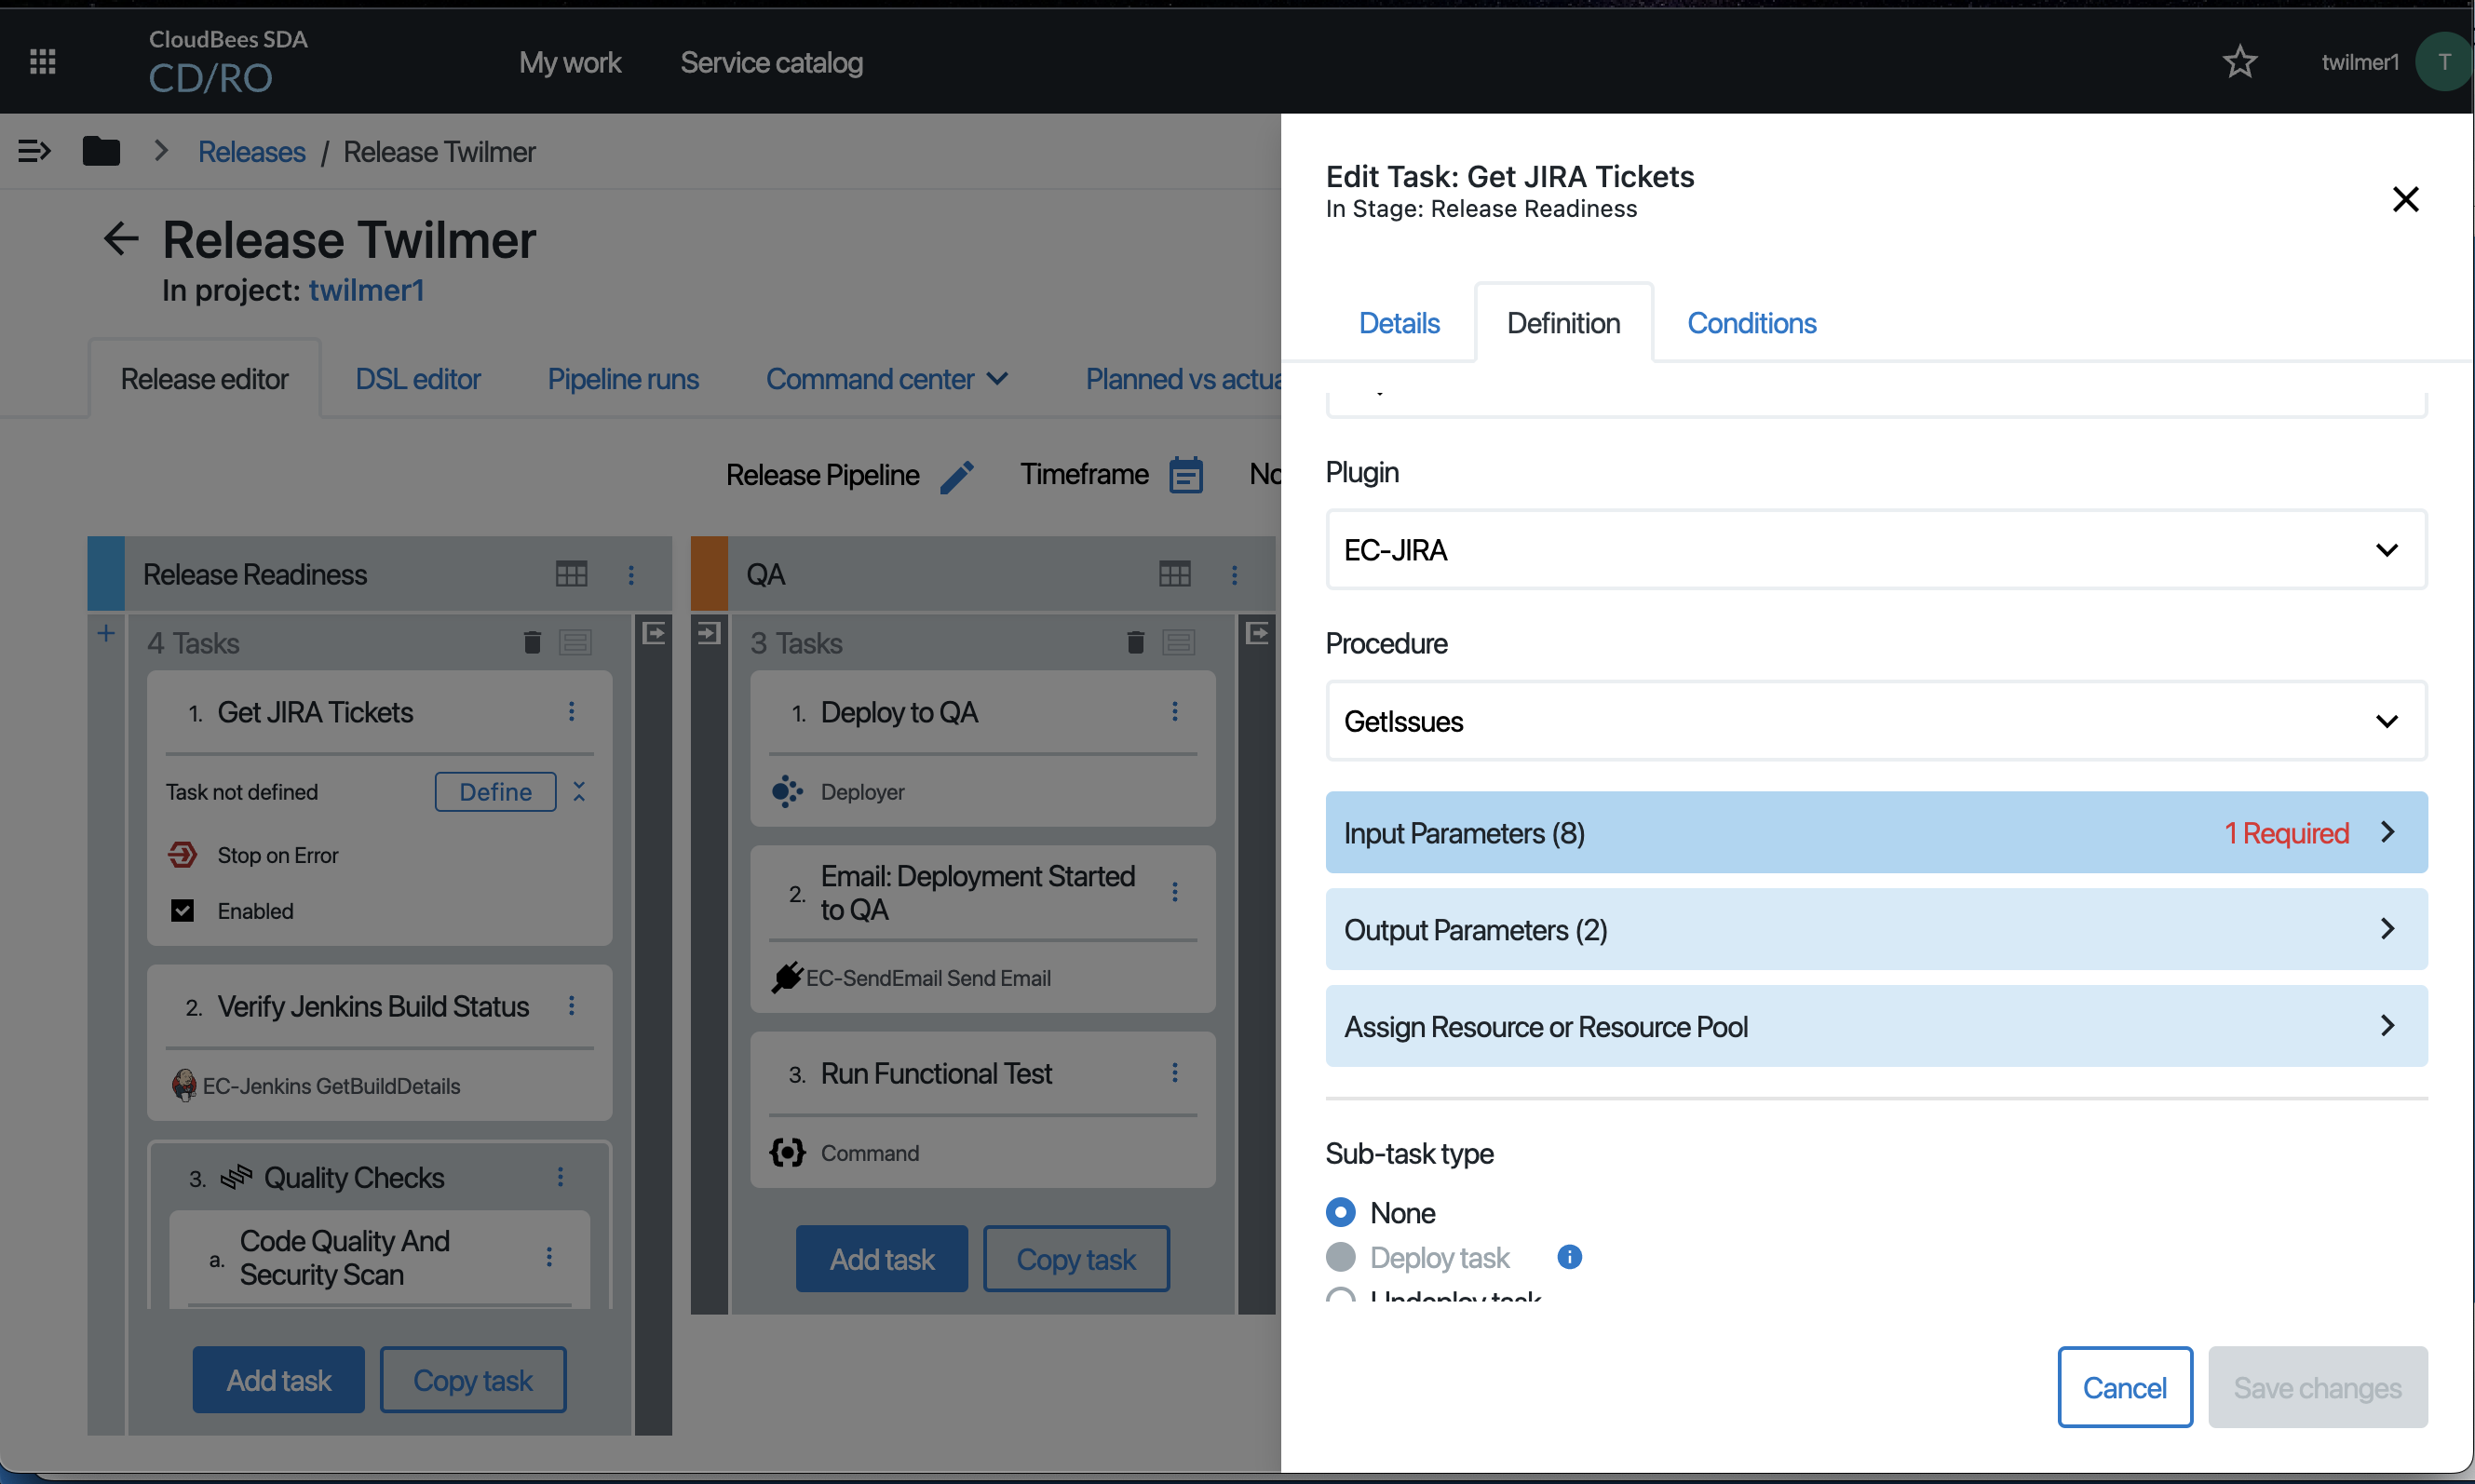 CloudBees SDA
CD/RO
My work
Service catalog
twilmer1
T
Releases / Release Twilmer
Release Twilmer
In project: twilmer1
Release editor
DSL editor
Pipeline runs
Command center
Planned vs actua
Release Pipeline
Timeframe
No
Release Readiness
4 Tasks
1. Get JIRA Tickets
Task not defined
Define
Stop on Error
Enabled
2. Verify Jenkins Build Status
EC-Jenkins GetBuildDetails
3. Quality Checks
a. Code Quality And
Security Scan
Add task
Copy task
QA
3 Tasks
1. Deploy to QA
Deployer
2. Email: Deployment Started
to QA
EC-SendEmail Send Email
3. Run Functional Test
Command
Add task
Copy task
Edit Task: Get JIRA Tickets
In Stage: Release Readiness
Details
Definition
Conditions
Plugin
EC-JIRA
Procedure
GetIssues
Input Parameters (8)
1 Required
Output Parameters (2)
Assign Resource or Resource Pool
Sub-task type
None
Deploy task
Undeploy task
Cancel
Save changes